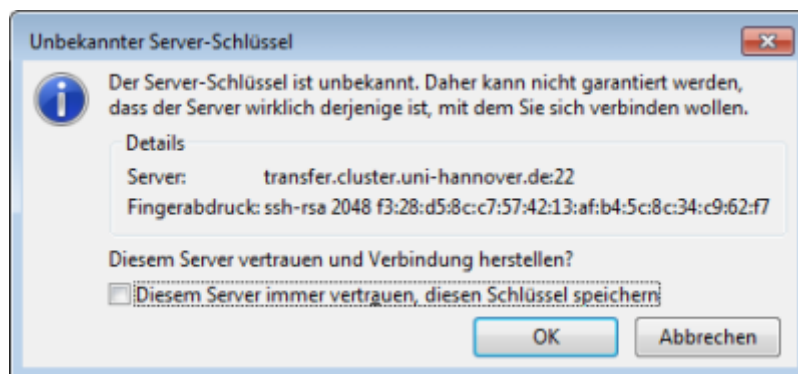 Unbekannter Server-Schlüssel
Der Server-Schlüssel ist unbekannt. Daher kann nicht garantiert werden,
dass der Server wirklich derjenige ist, mit dem Sie sich verbinden wollen.
Details
Server: transfer.cluster.uni-hannover.de:22
Fingerabdruck: ssh-rsa 2048 f3:28:d5:8c:c7:57:42:13:af:b4:5c:8c:34:c9:62:f7
Diesem Server vertrauen und Verbindung herstellen?
Diesem Server immer vertrauen, diesen Schlüssel speichern
OK Abbrechen